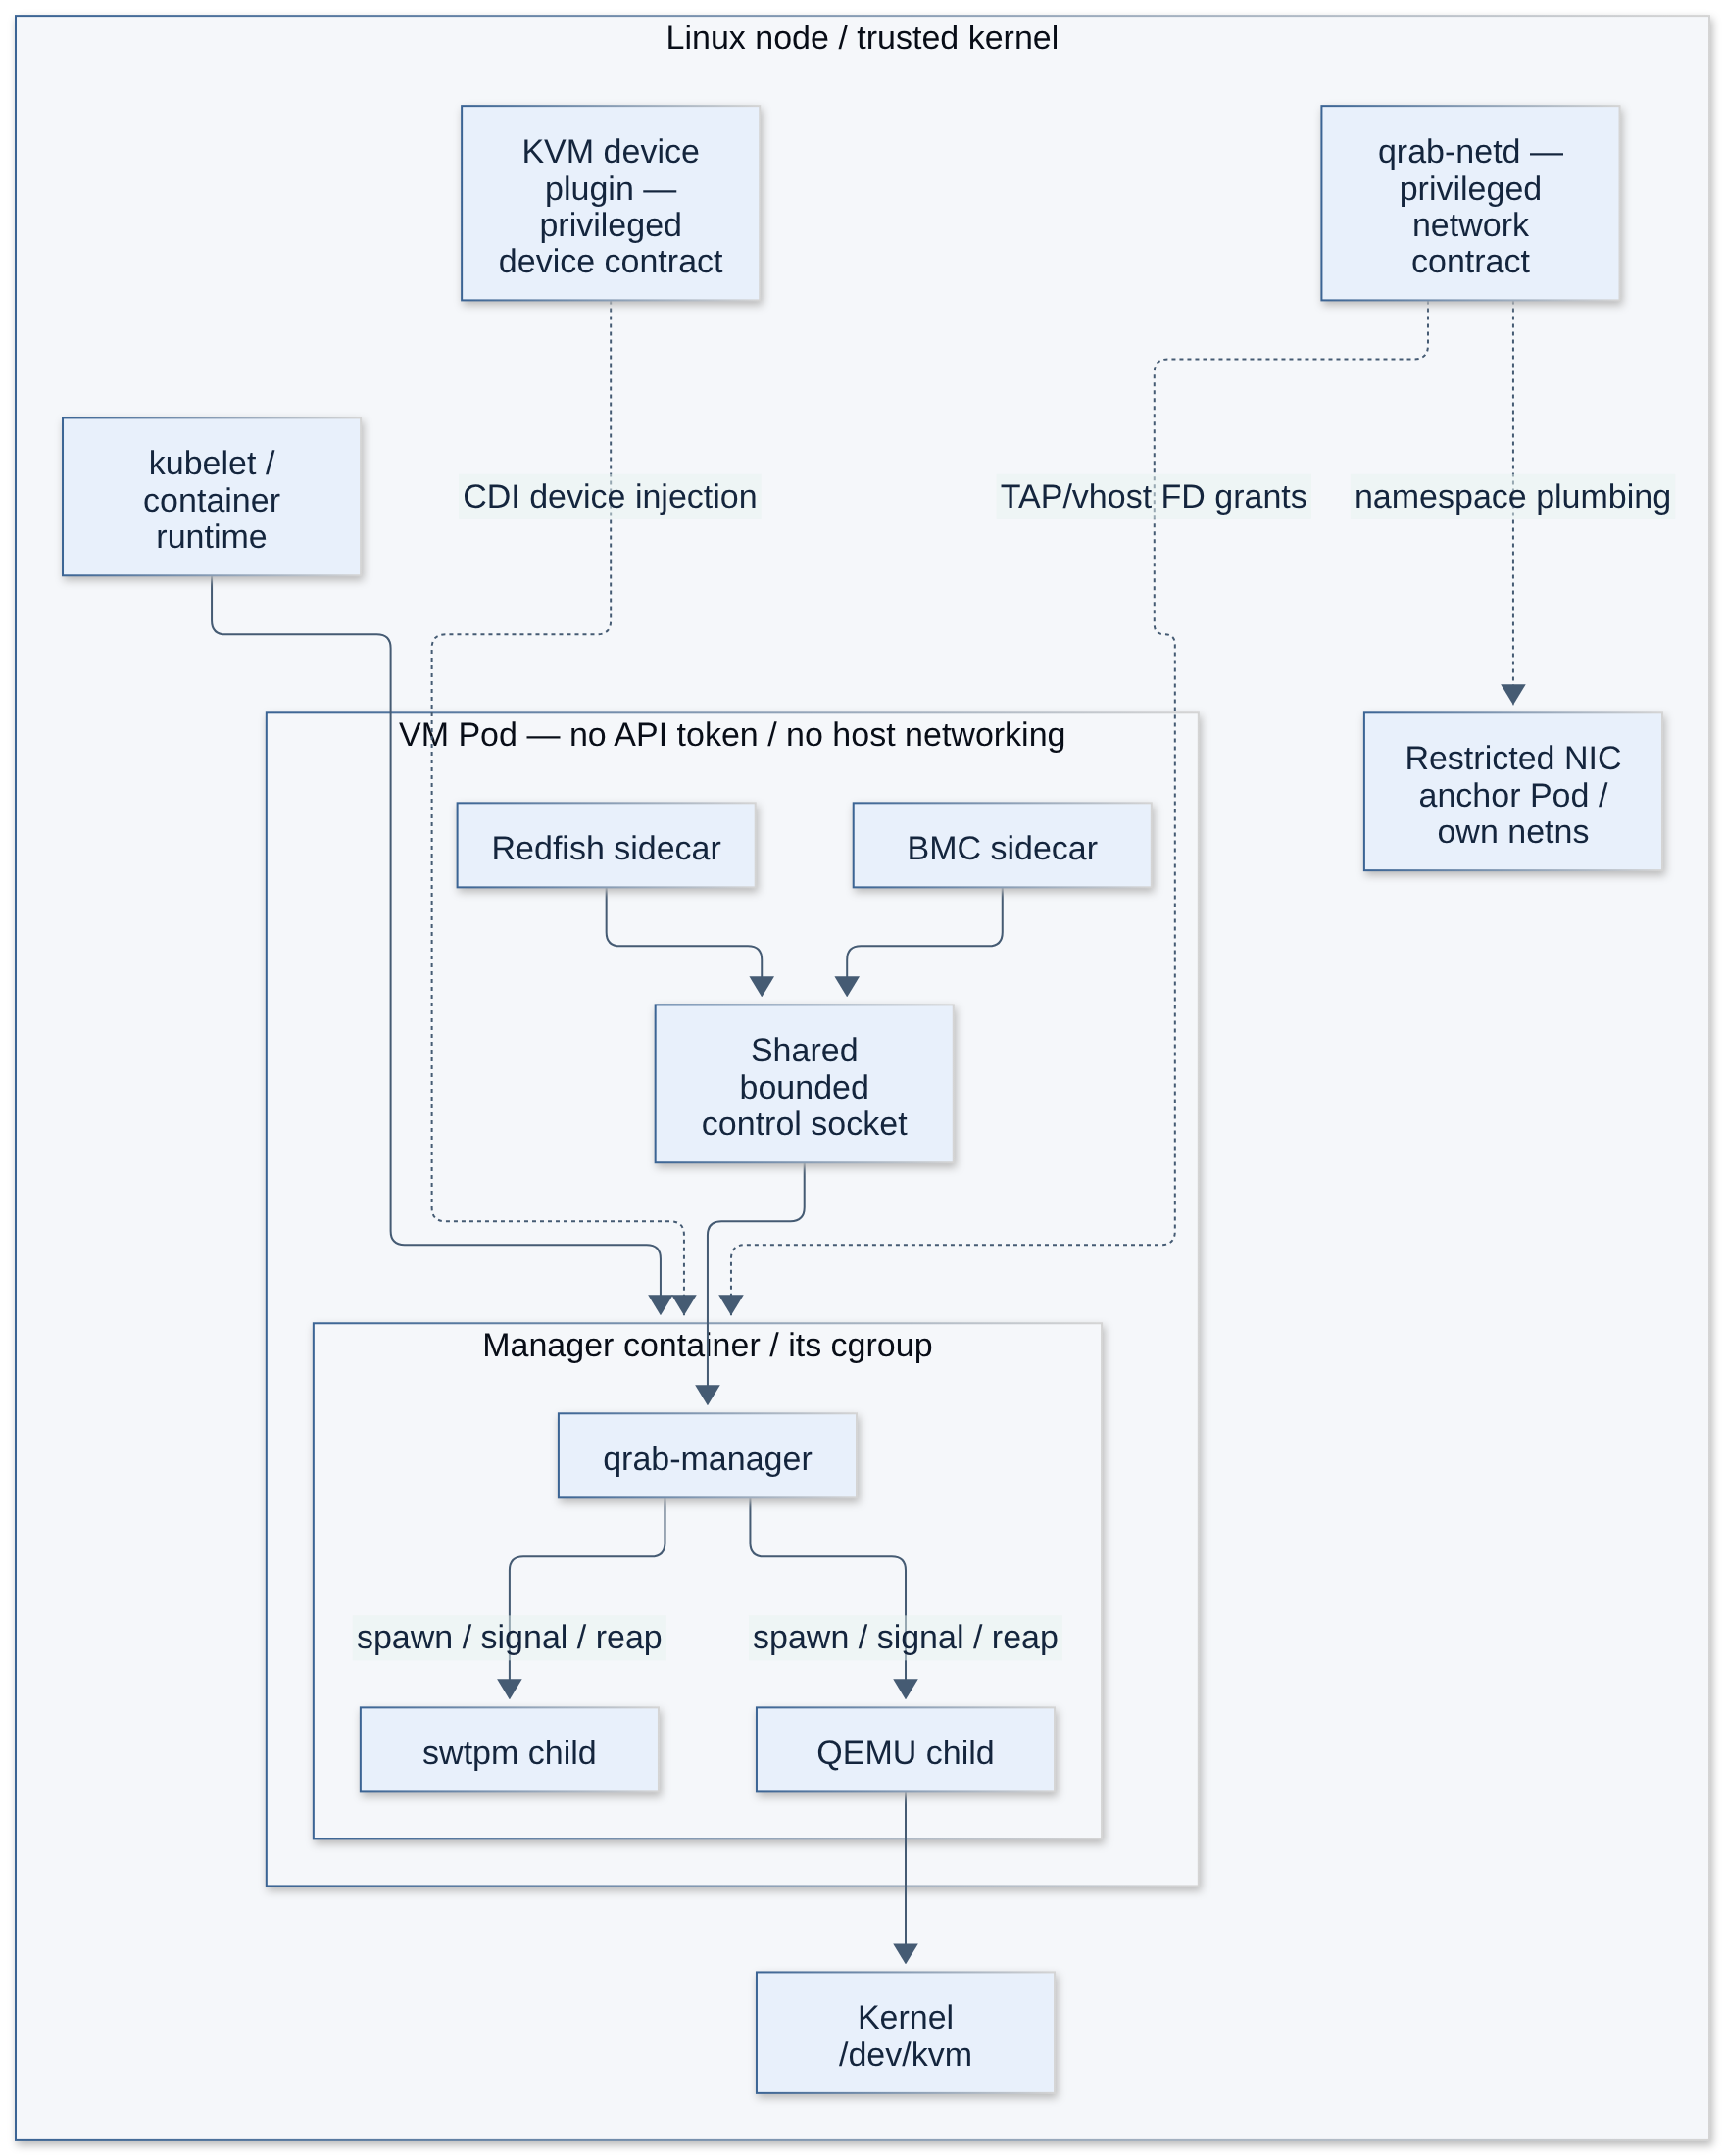 Linux node / trusted kernel
KVM device
plugin —
privileged
device contract
qrab-netd —
privileged
network
contract
kubelet /
container
runtime
CDI device injection
TAP/vhost FD grants
namespace plumbing
VM Pod — no API token / no host networking
Restricted NIC
anchor Pod /
own netns
Redfish sidecar
BMC sidecar
Shared
bounded
control socket
Manager container / its cgroup
qrab-manager
spawn / signal / reap
spawn / signal / reap
swtpm child
QEMU child
Kernel
/dev/kvm